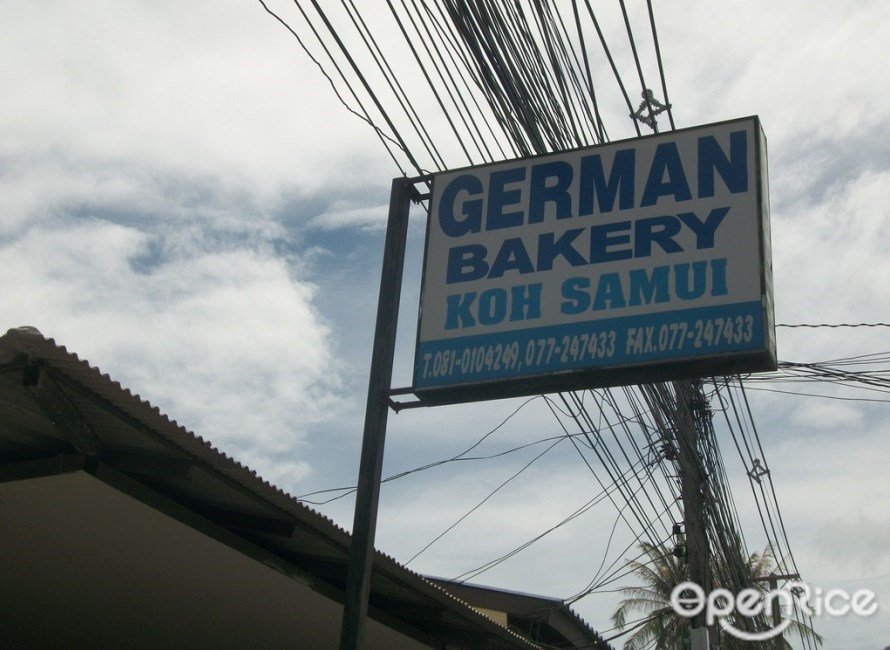 GERMAN
BAKERY
KOH SAMUI
T.081-0104249, 077-247433 FAX.077-247433
OpenRice